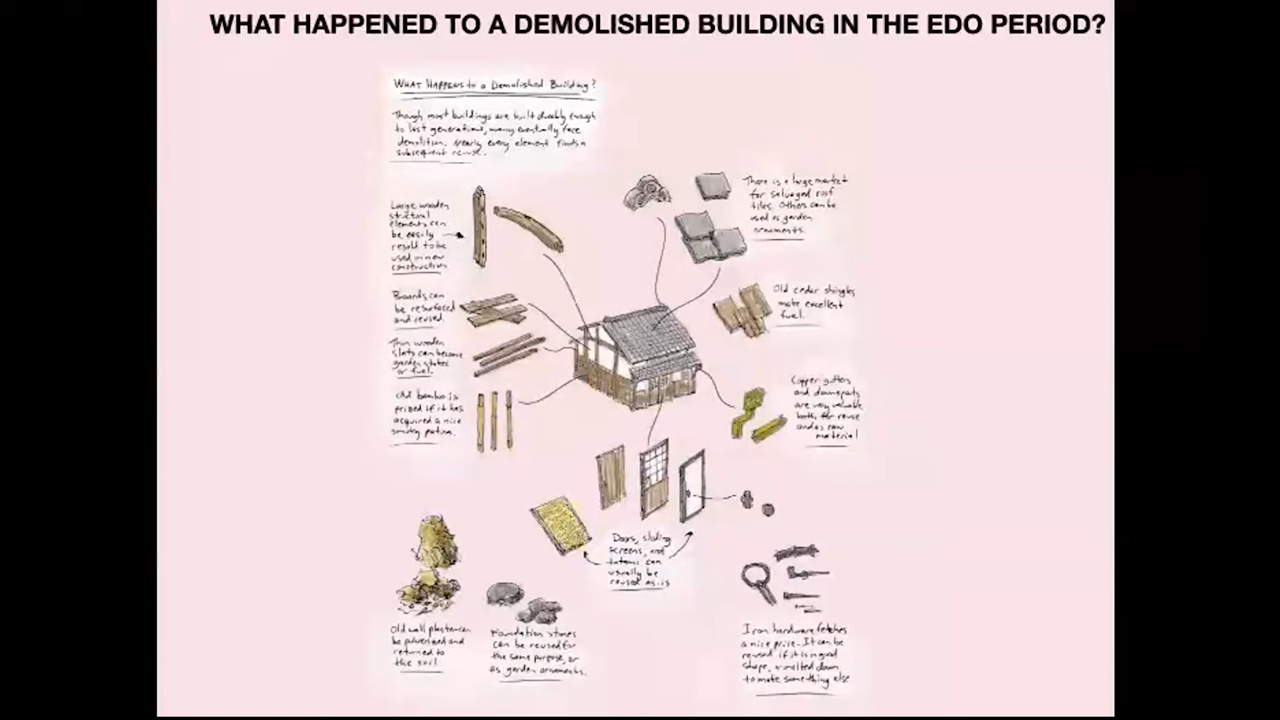 WHAT HAPPENED TO A DEMOLISHED BUILDING IN THE EDO PERIOD?
WHAT HAPPENS to a Demolished Building?
Though most buildings are built durably enough
to last generations, many eventually face
demolition. Nearly every element finds a
subsequent re-use.
Large wooden
structural
elements can
be easily
resold to be
used in new
construction
Boards can
be resurfaced
and reused.
Thin wooden
slats can become
garden stakes
or fuel.
Old bamboo is
prized if it has
acquired a nice
smoky patina.
There is a large market
for salvaged roof
tiles. Others can be
used as garden
ornaments.
Old cedar shingles
make excellent
fuel.
Copper gutters
and downspouts
are very valuable
both for reuse
and as raw
material
Doors, sliding
screens, and
tatami can
usually be
reused as is
Old wall plaster can
be pulverized and
returned to
the soil
Foundation stones
can be reused for
the same purpose, or
as garden ornaments.
Iron hardware fetches
a nice price. It can be
reused if it is in good
shape, or melted down
to make something else